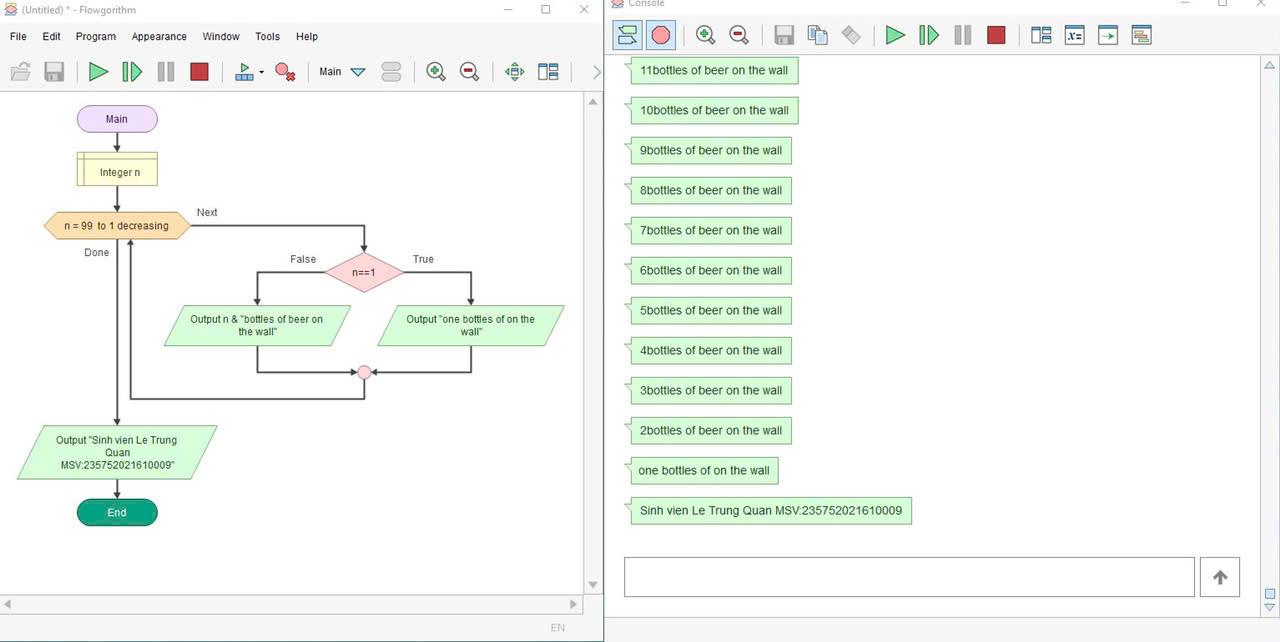 (Untitled) * - Flowgorithm
File Edit Program Appearance Window Tools Help
Main
Main
Integer n
n = 99 to 1 decreasing
Next
Done
False
True
n==1
Output n & "bottles of beer on
the wall"
Output "one bottles of on the
wall"
Output "Sinh vien Le Trung
Quan
MSV:235752021610009"
End
EN
Console
x=
11bottles of beer on the wall
10bottles of beer on the wall
9bottles of beer on the wall
8bottles of beer on the wall
7bottles of beer on the wall
6bottles of beer on the wall
5bottles of beer on the wall
4bottles of beer on the wall
3bottles of beer on the wall
2bottles of beer on the wall
one bottles of on the wall
Sinh vien Le Trung Quan MSV:235752021610009